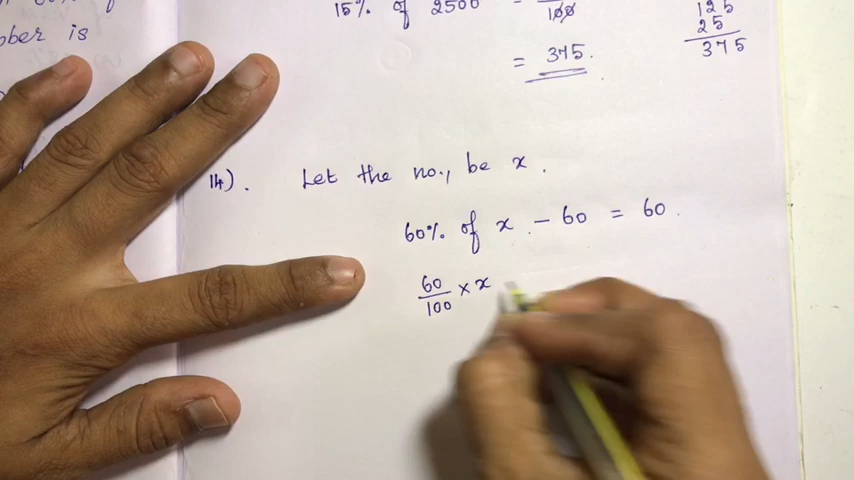 ber is
15% of 2500 =
100
= 375.
125
25
375
14). Let the no., be x.
60% of x - 60 = 60.
60/100 × x